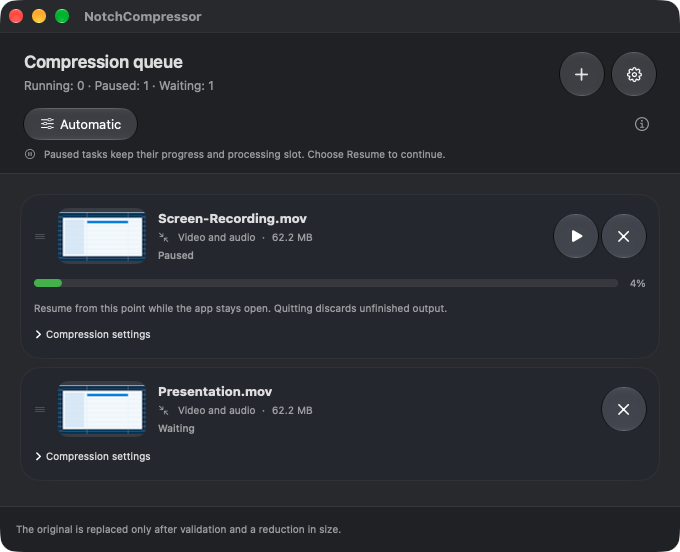 NotchCompressor
Compression queue
Running: 0 · Paused: 1 · Waiting: 1
Automatic
Paused tasks keep their progress and processing slot. Choose Resume to continue.
Screen-Recording.mov
Video and audio · 62.2 MB
Paused
4%
Resume from this point while the app stays open. Quitting discards unfinished output.
Compression settings
Presentation.mov
Video and audio · 62.2 MB
Waiting
Compression settings
The original is replaced only after validation and a reduction in size.